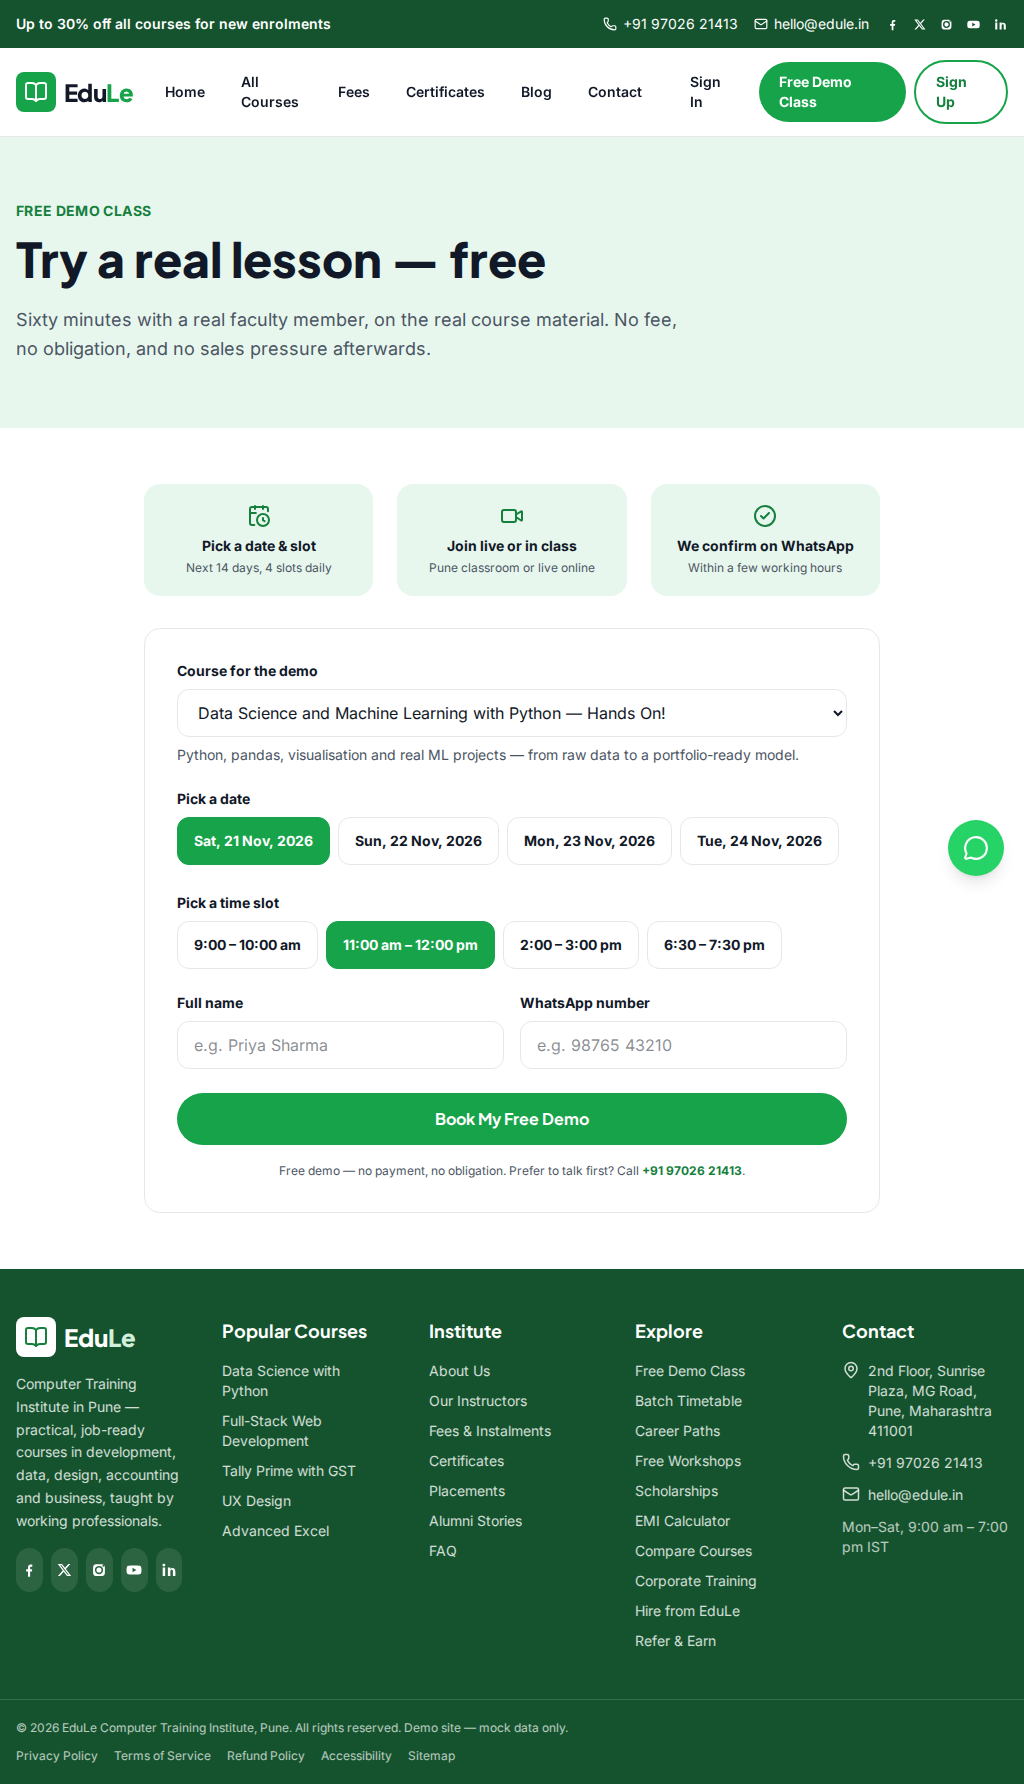 Up to 30% off all courses for new enrolments
+91 97026 21413
hello@edule.in
EduLe
Home
All
Courses
Fees
Certificates
Blog
Contact
Sign
In
Free Demo
Class
Sign
Up
FREE DEMO CLASS
Try a real lesson — free
Sixty minutes with a real faculty member, on the real course material. No fee,
no obligation, and no sales pressure afterwards.
Pick a date & slot
Next 14 days, 4 slots daily
Join live or in class
Pune classroom or live online
We confirm on WhatsApp
Within a few working hours
Course for the demo
Data Science and Machine Learning with Python — Hands On!
Python, pandas, visualisation and real ML projects — from raw data to a portfolio-ready model.
Pick a date
Sat, 21 Nov, 2026
Sun, 22 Nov, 2026
Mon, 23 Nov, 2026
Tue, 24 Nov, 2026
Pick a time slot
9:00 – 10:00 am
11:00 am – 12:00 pm
2:00 – 3:00 pm
6:30 – 7:30 pm
Full name
WhatsApp number
e.g. Priya Sharma
e.g. 98765 43210
Book My Free Demo
Free demo — no payment, no obligation. Prefer to talk first? Call +91 97026 21413.
EduLe
Computer Training
Institute in Pune —
practical, job-ready
courses in development,
data, design, accounting
and business, taught by
working professionals.
Popular Courses
Data Science with
Python
Full-Stack Web
Development
Tally Prime with GST
UX Design
Advanced Excel
Institute
About Us
Our Instructors
Fees & Instalments
Certificates
Placements
Alumni Stories
FAQ
Explore
Free Demo Class
Batch Timetable
Career Paths
Free Workshops
Scholarships
EMI Calculator
Compare Courses
Corporate Training
Hire from EduLe
Refer & Earn
Contact
2nd Floor, Sunrise
Plaza, MG Road,
Pune, Maharashtra
411001
+91 97026 21413
hello@edule.in
Mon–Sat, 9:00 am – 7:00
pm IST
© 2026 EduLe Computer Training Institute, Pune. All rights reserved. Demo site — mock data only.
Privacy Policy
Terms of Service
Refund Policy
Accessibility
Sitemap